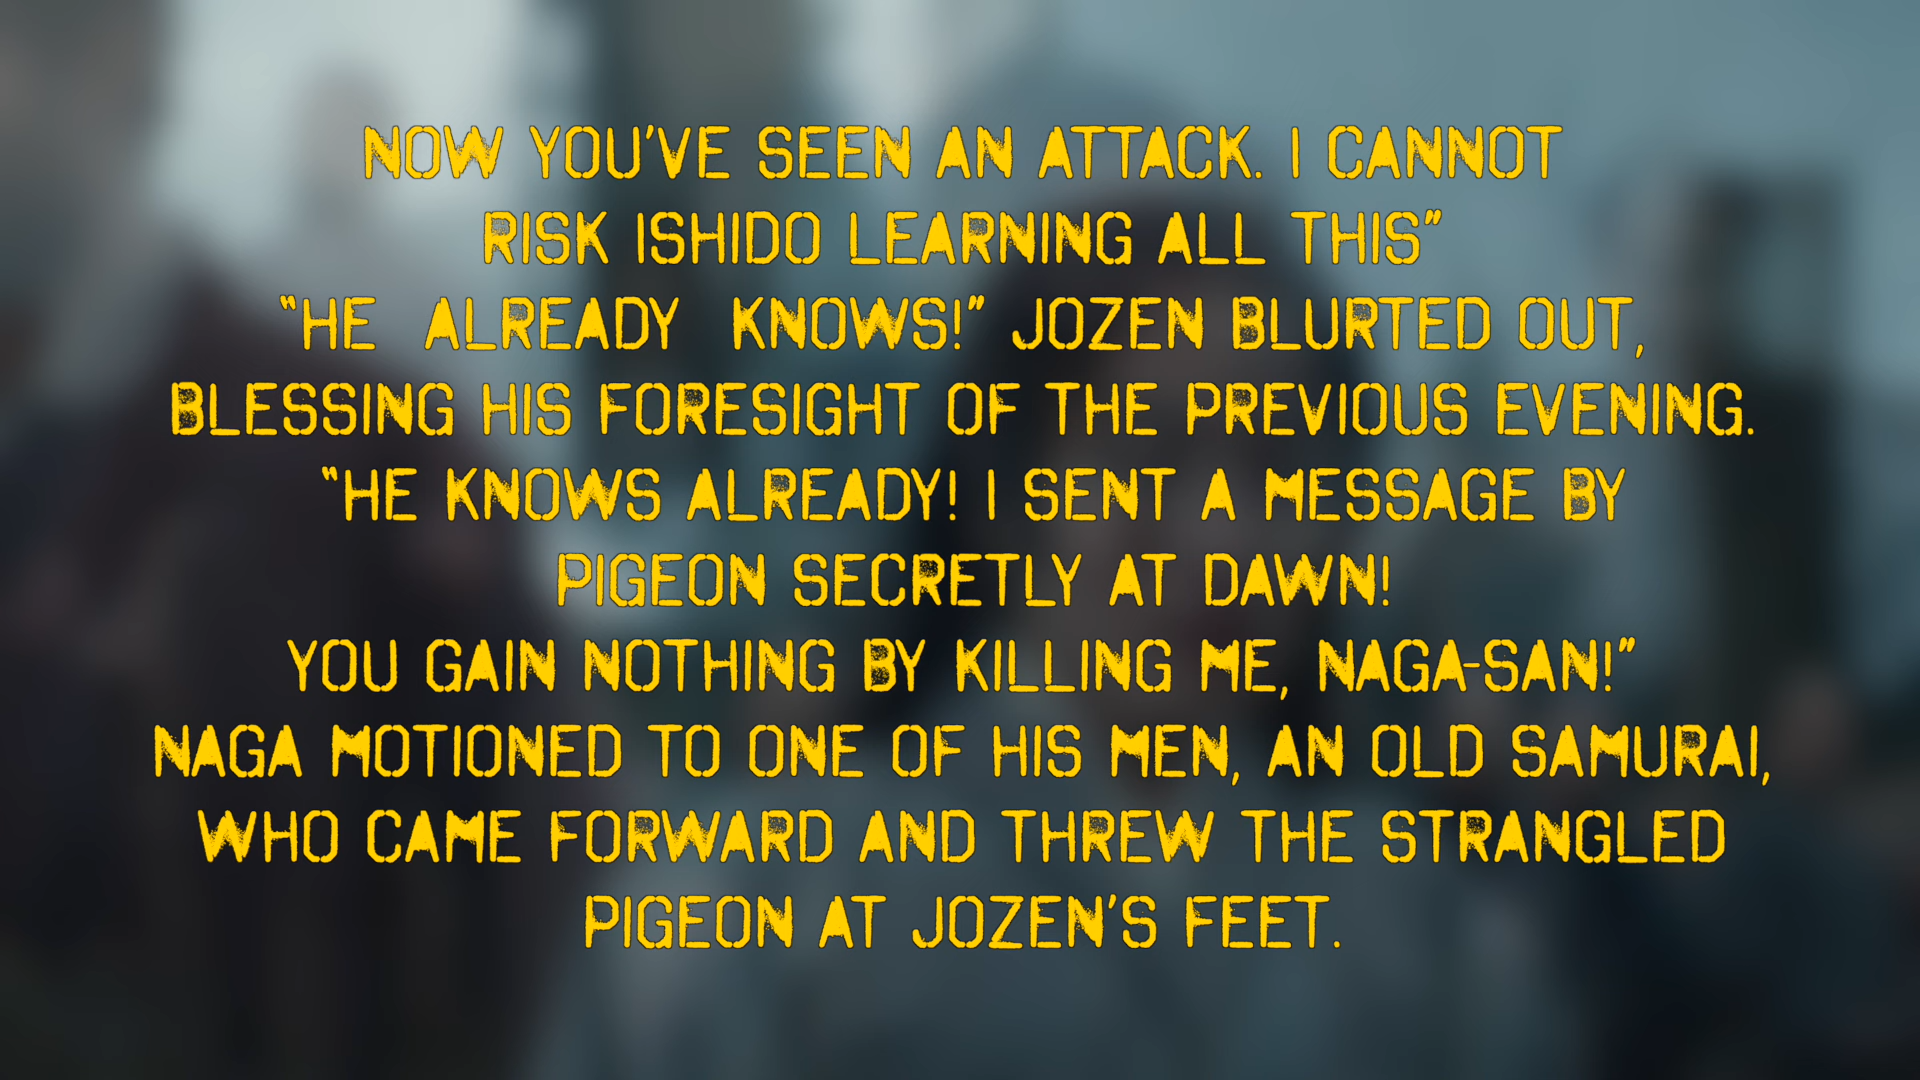 NOW YOU'VE SEEN AN ATTACK. I CANNOT
RISK ISHIDO LEARNING ALL THIS”
“HE ALREADY KNOWS!” JOZEN BLURTED OUT,
BLESSING HIS FORESIGHT OF THE PREVIOUS EVENING.
“HE KNOWS ALREADY! I SENT A MESSAGE BY
PIGEON SECRETLY AT DAWN!
YOU GAIN NOTHING BY KILLING ME, NAGA-SAN!”
NAGA MOTIONED TO ONE OF HIS MEN, AN OLD SAMURAI,
WHO CAME FORWARD AND THREW THE STRANGLED
PIGEON AT JOZEN'S FEET.